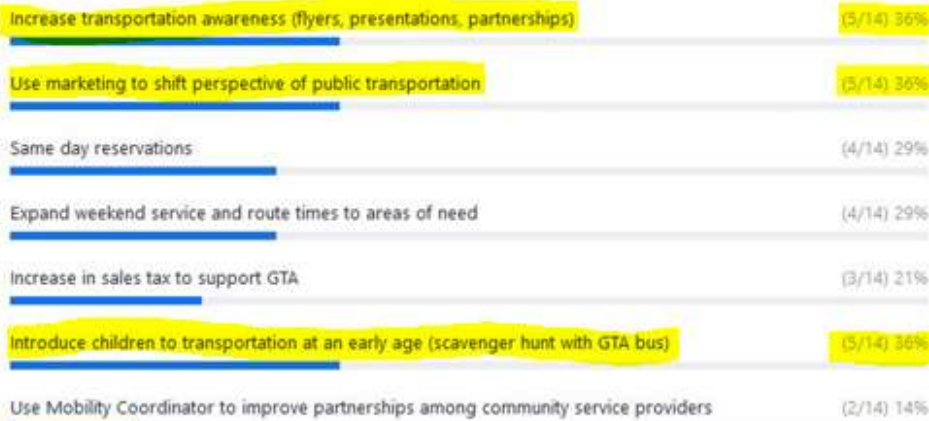 Increase transportation awareness (flyers, presentations, partnerships) (5/14) 36%
Use marketing to shift perspective of public transportation (5/14) 36%
Same day reservations (4/14) 29%
Expand weekend service and route times to areas of need (4/14) 29%
Increase in sales tax to support GTA (3/14) 21%
Introduce children to transportation at an early age (scavenger hunt with GTA bus) (5/14) 36%
Use Mobility Coordinator to improve partnerships among community service providers (2/14) 14%